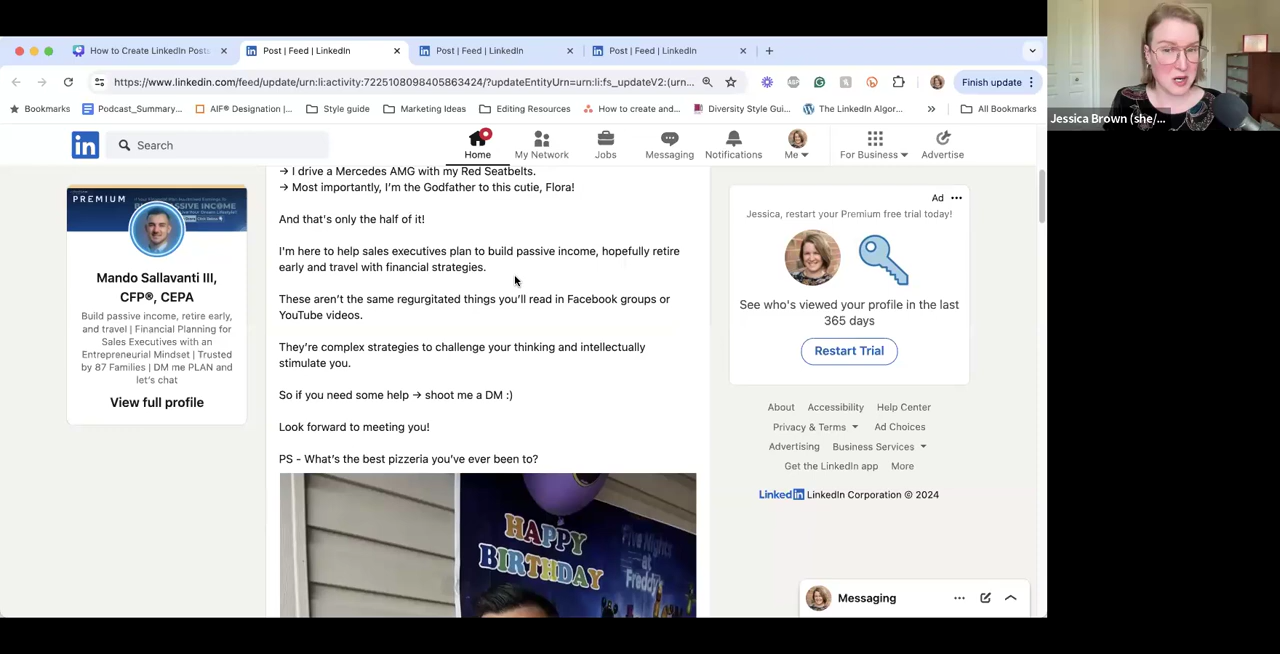 How to Create LinkedIn Post
Post | Feed | LinkedIn
Post | Feed | LinkedIn
Post | Feed | LinkedIn
https://www.linkedin.com/feed/update/urn:li:activity:7225108098405863424/?updateEntityUrn=urn:li:fs_updateV2:(urn...
Finish update
Bookmarks
Podcast_Summary...
AIF® Designation |...
Style guide
Marketing Ideas
Editing Resources
How to create and...
Diversity Style Gui...
The LinkedIn Algor...
»
All Bookmarks
Jessica Brown (she/...
in
Search
Home
My Network
Jobs
Messaging
Notifications
Me
For Business
Advertise
PREMIUM
Mando Sallavanti III,
CFP®, CEPA
Build passive income, retire early,
and travel | Financial Planning for
Sales Executives with an
Entrepreneurial Mindset | Trusted
by 87 Families | DM me PLAN and
let's chat
View full profile
→ I drive a Mercedes AMG with my Red Seatbelts.
→ Most importantly, I'm the Godfather to this cutie, Flora!
And that's only the half of it!
I'm here to help sales executives plan to build passive income, hopefully retire
early and travel with financial strategies.
These aren't the same regurgitated things you'll read in Facebook groups or
YouTube videos.
They're complex strategies to challenge your thinking and intellectually
stimulate you.
So if you need some help → shoot me a DM :)
Look forward to meeting you!
PS - What's the best pizzeria you've ever been to?
HAPPY
BIRTHDAY
Five Nights
at
Freddy's
Ad
Jessica, restart your Premium free trial today!
See who's viewed your profile in the last
365 days
Restart Trial
About Accessibility Help Center
Privacy & Terms Ad Choices
Advertising Business Services
Get the LinkedIn app More
LinkedIn LinkedIn Corporation © 2024
Messaging